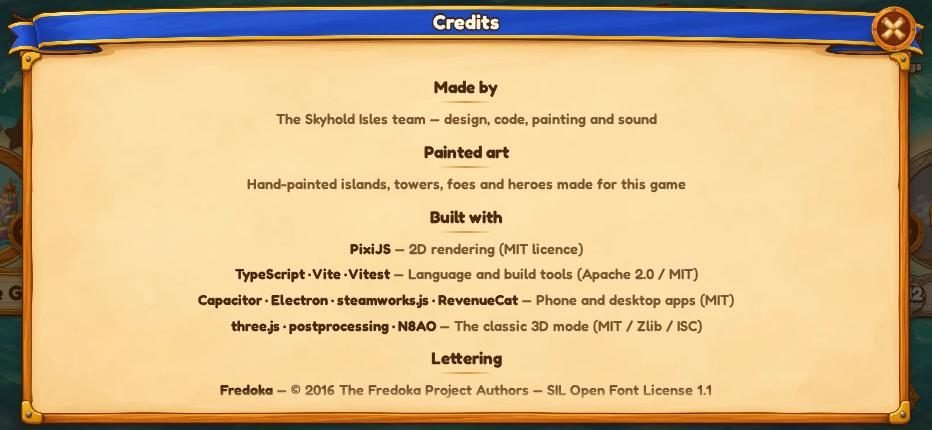 Credits
Made by
The Skyhold Isles team — design, code, painting and sound
Painted art
Hand-painted islands, towers, foes and heroes made for this game
Built with
PixiJS — 2D rendering (MIT licence)
TypeScript · Vite · Vitest — Language and build tools (Apache 2.0 / MIT)
Capacitor · Electron · steamworks.js · RevenueCat — Phone and desktop apps (MIT)
three.js · postprocessing · N8AO — The classic 3D mode (MIT / Zlib / ISC)
Lettering
Fredoka — © 2016 The Fredoka Project Authors — SIL Open Font License 1.1